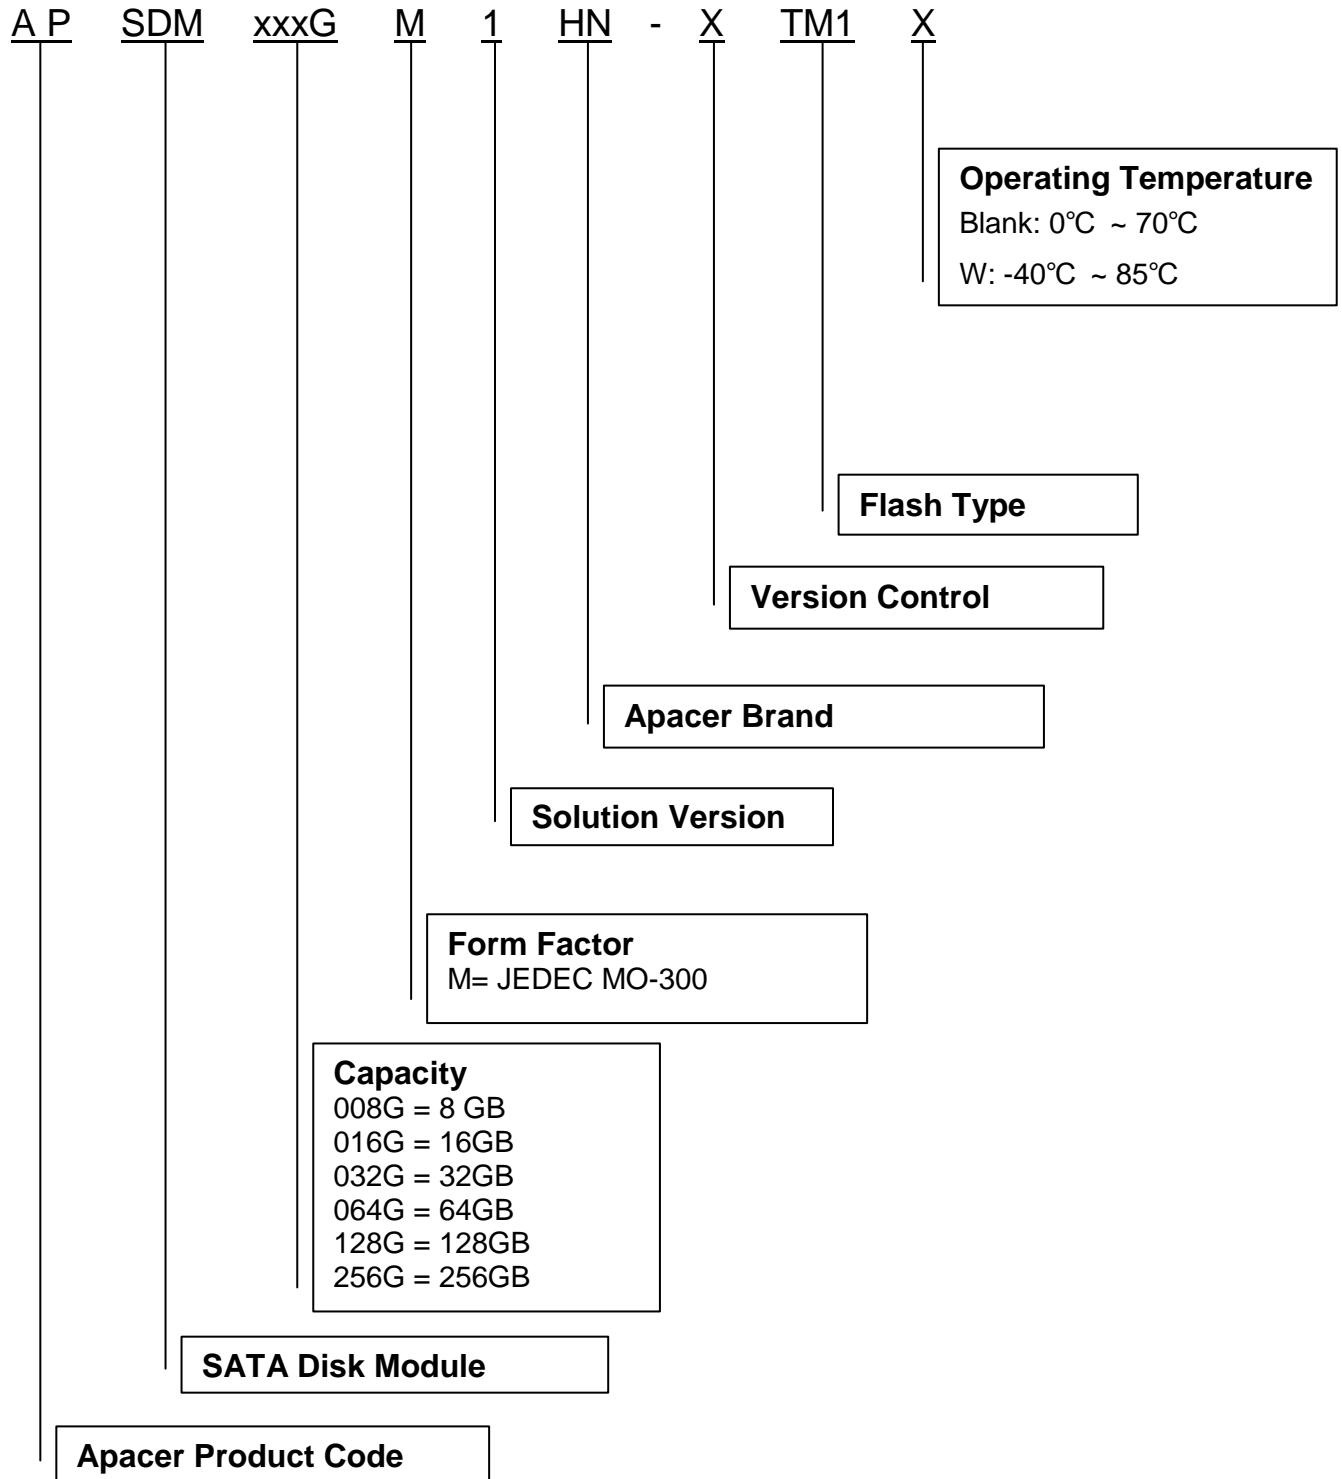 A P SDM xxxG M 1 HN - X TM1 X
Operating Temperature
Blank: 0℃ ~ 70℃
W: -40℃ ~ 85℃
Flash Type
Version Control
Apacer Brand
Solution Version
Form Factor
M= JEDEC MO-300
Capacity
008G = 8 GB
016G = 16GB
032G = 32GB
064G = 64GB
128G = 128GB
256G = 256GB
SATA Disk Module
Apacer Product Code